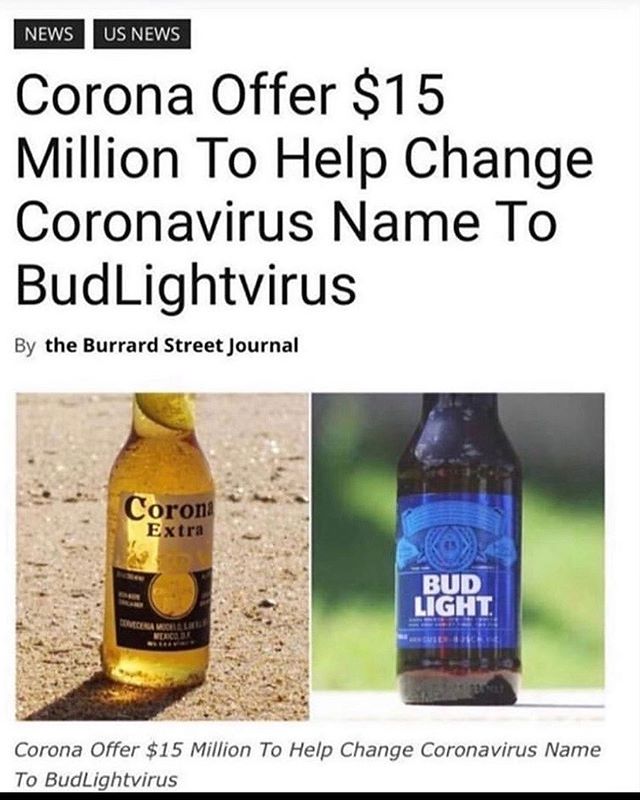 NEWS
US NEWS
Corona Offer $15
Million To Help Change
Coronavirus Name To
BudLightvirus
By the Burrard Street Journal
Corona
Extra
MEXICO, D.F.
BUD
LIGHT
Corona Offer $15 Million To Help Change Coronavirus Name
To BudLightvirus